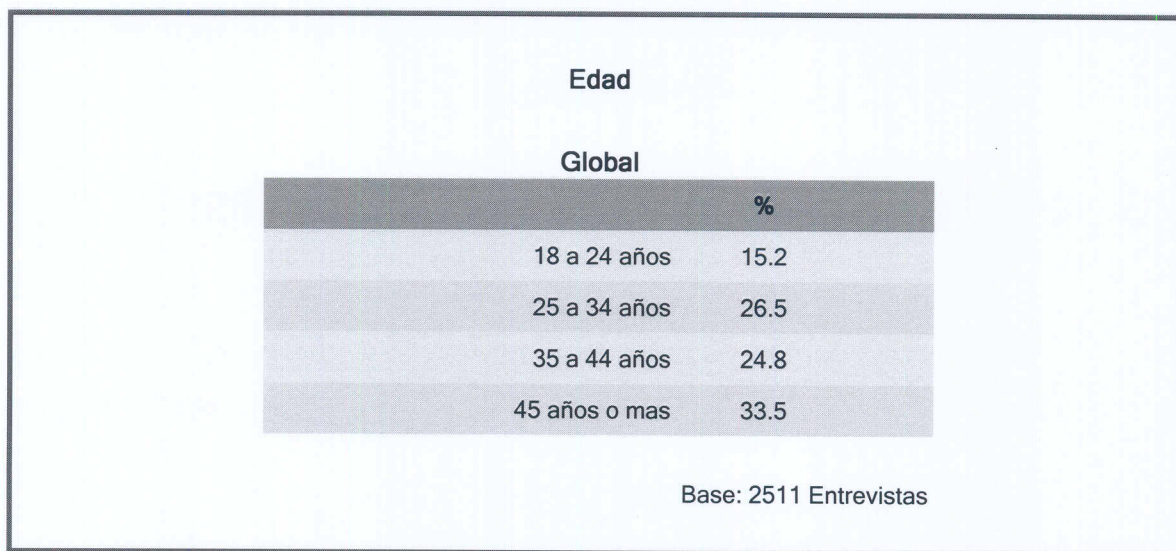 Edad
Global
%
18 a 24 años 15.2
25 a 34 años 26.5
35 a 44 años 24.8
45 años o mas 33.5
Base: 2511 Entrevistas